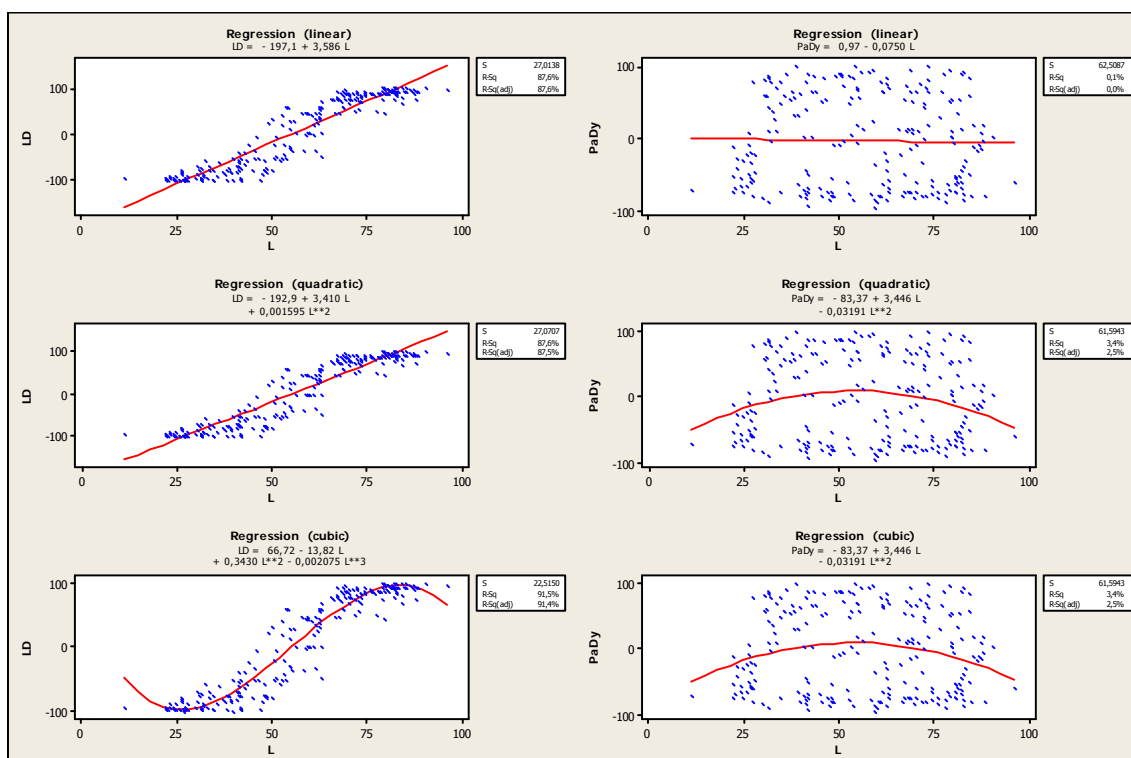 Regression (linear)
LD = - 197,1 + 3,586 L
S 27,0138
R-Sq 87,6%
R-Sq(adj) 87,6%
100
0
-100
LD
0 25 50 75 100
L
Regression (linear)
PaDy = 0,97 - 0,0750 L
S 62,5087
R-Sq 0,1%
R-Sq(adj) 0,0%
100
0
-100
PaDy
0 25 50 75 100
L
Regression (quadratic)
LD = - 192,9 + 3,410 L
+ 0,001595 L**2
S 27,0707
R-Sq 87,6%
R-Sq(adj) 87,5%
100
0
-100
LD
0 25 50 75 100
L
Regression (quadratic)
PaDy = - 83,37 + 3,446 L
- 0,03191 L**2
S 61,5943
R-Sq 3,4%
R-Sq(adj) 2,5%
100
0
-100
PaDy
0 25 50 75 100
L
Regression (cubic)
LD = 66,72 - 13,82 L
+ 0,3430 L**2 - 0,002075 L**3
S 22,5150
R-Sq 91,5%
R-Sq(adj) 91,4%
100
0
-100
LD
0 25 50 75 100
L
Regression (cubic)
PaDy = - 83,37 + 3,446 L
- 0,03191 L**2
S 61,5943
R-Sq 3,4%
R-Sq(adj) 2,5%
100
0
-100
PaDy
0 25 50 75 100
L